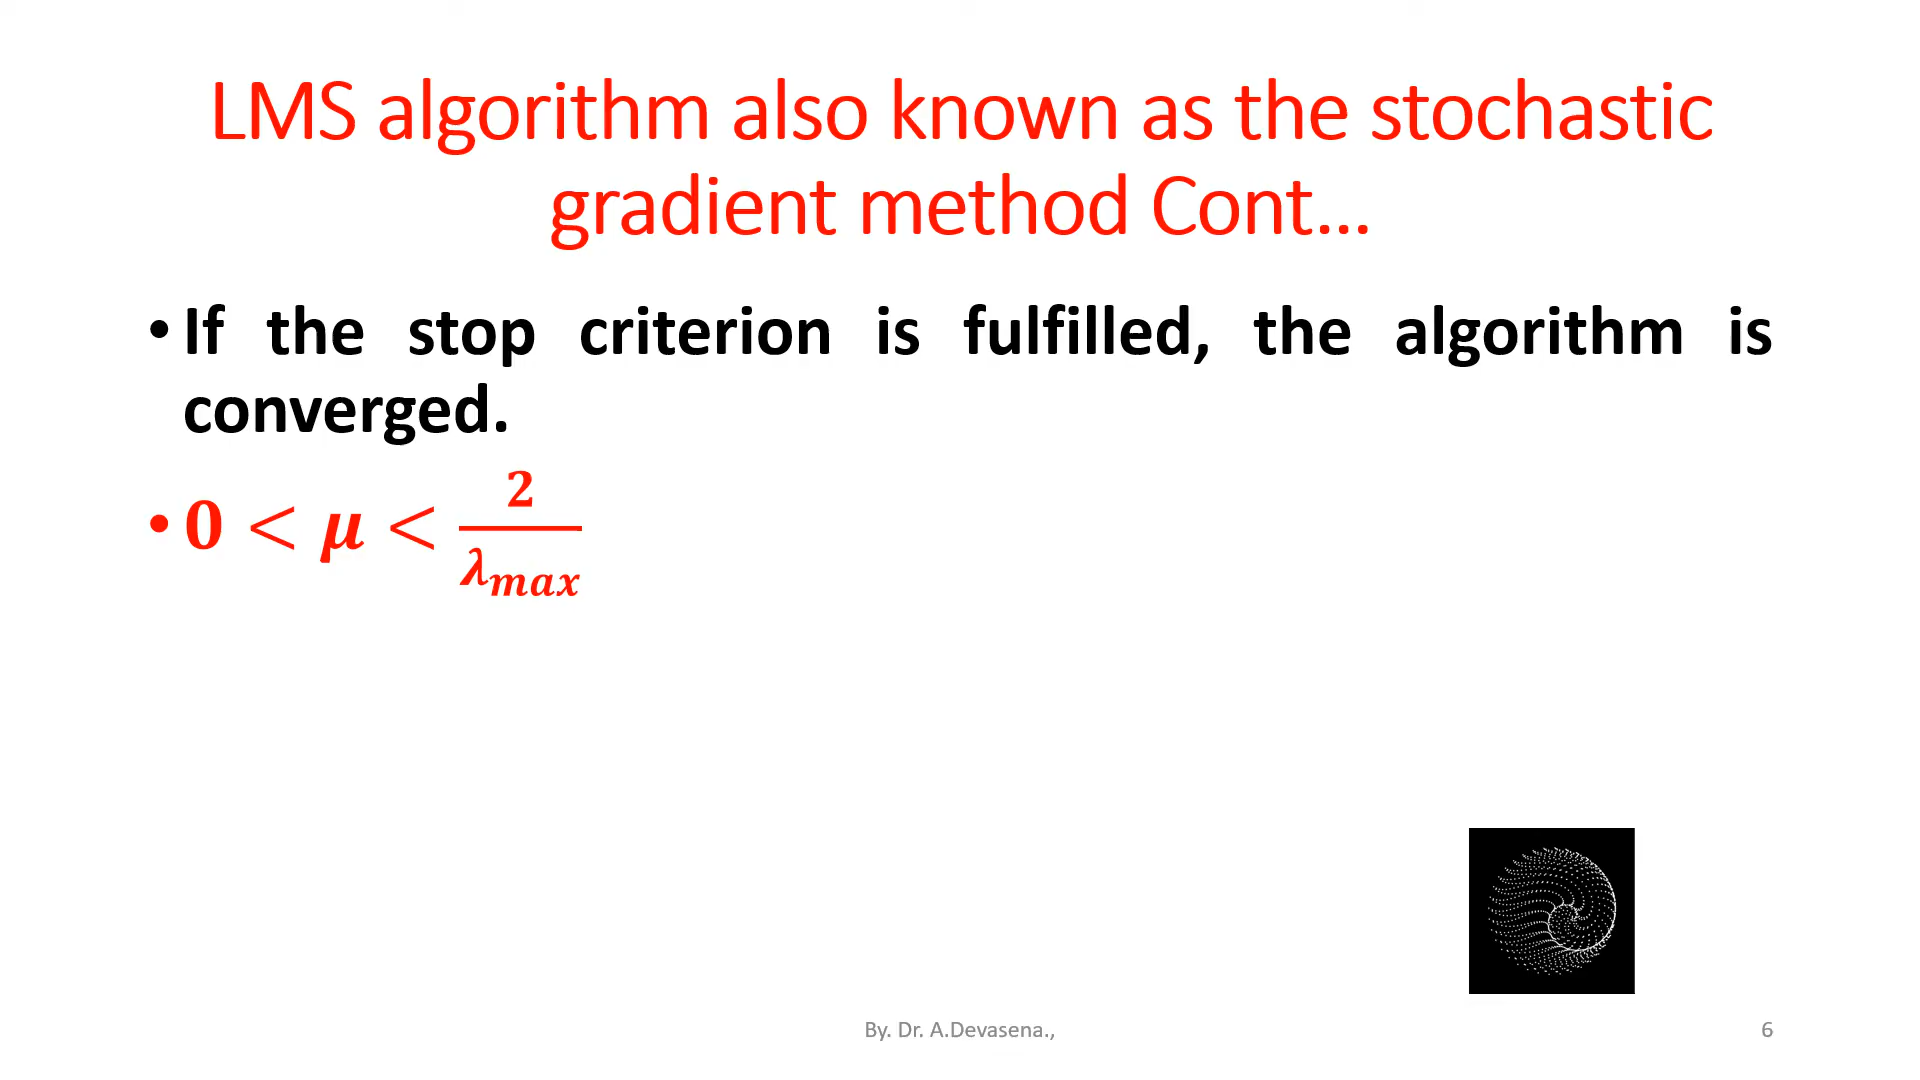 LMS algorithm also known as the stochastic
gradient method Cont...
• If the stop criterion is fulfilled, the algorithm is
converged.
• 0 < μ < 2/λmax
By. Dr. A.Devasena., 6